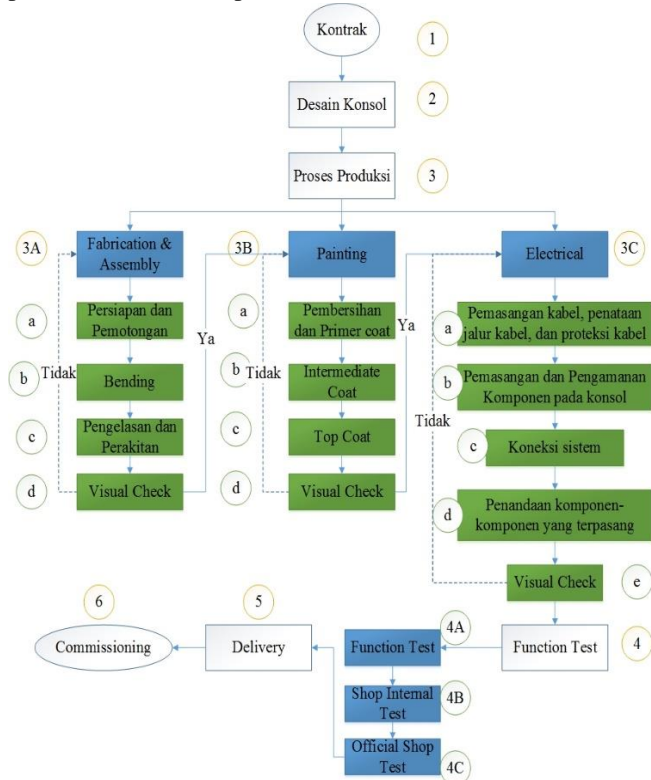 Kontrak
1
Desain Konsol
2
Proses Produksi
3
3A
Fabrication &
Assembly
3B
Painting
Electrical
3C
a
Persiapan dan
Pemotongan
Ya
a
Pembersihan
dan Primer coat
Ya
a
Pemasangan kabel, penataan
jalur kabel, dan proteksi kabel
b
Tidak
Bending
b
Tidak
Intermediate
Coat
Tidak
b
Pemasangan dan Pengamanan
Komponen pada konsol
c
Pengelasan dan
Perakitan
c
Top Coat
c
Koneksi sistem
d
Visual Check
d
Visual Check
d
Penandaan komponen-
komponen yang terpasang
Visual Check
e
6
5
4A
Commissioning
Delivery
Function Test
Function Test
4
Shop Internal
Test
4B
Official Shop
Test
4C